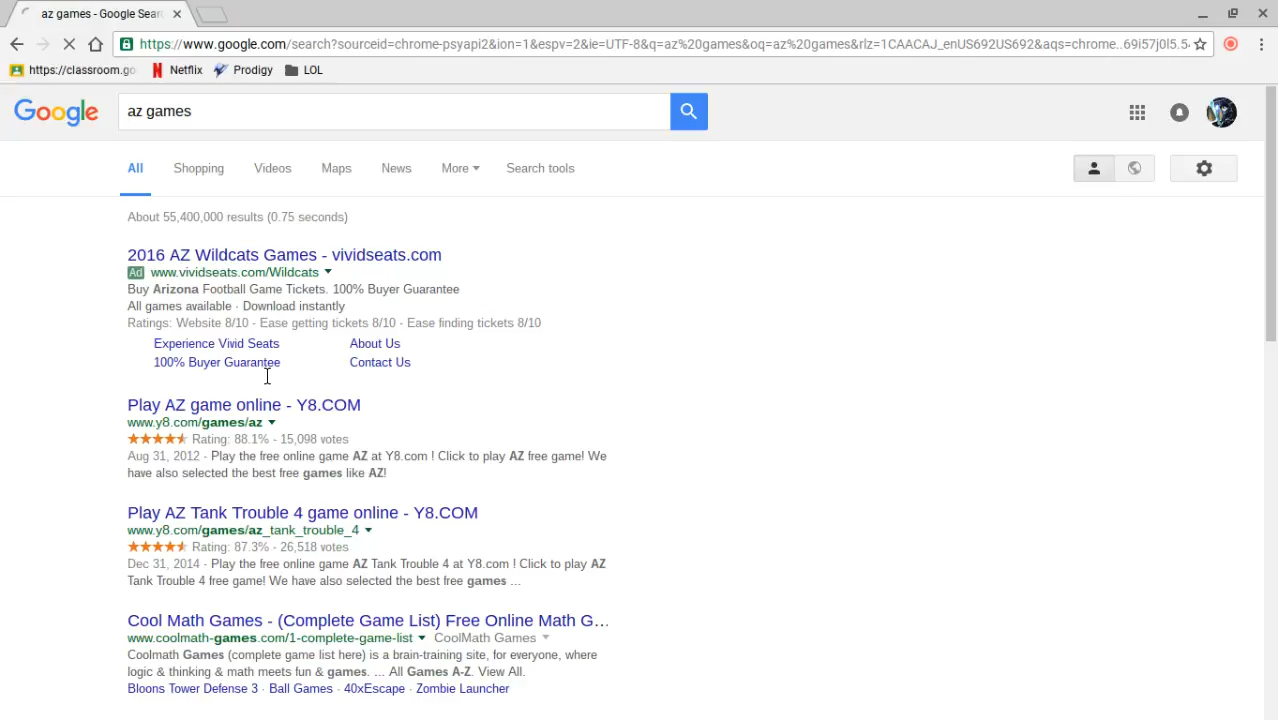 az games - Google Sear
https://www.google.com/search?sourceid=chrome-psyapi2&ion=1&espv=2&ie=UTF-8&q=az%20games&oq=az%20games&rlz=1CAACAJ_enUS692US692&aqs=chrome..69i57j0l5.5
https://classroom.go Netflix Prodigy LOL
Google az games
All Shopping Videos Maps News More Search tools
About 55,400,000 results (0.75 seconds)
2016 AZ Wildcats Games - vividseats.com
Ad www.vividseats.com/Wildcats
Buy Arizona Football Game Tickets. 100% Buyer Guarantee
All games available · Download instantly
Ratings: Website 8/10 - Ease getting tickets 8/10 - Ease finding tickets 8/10
Experience Vivid Seats About Us
100% Buyer Guarantee Contact Us
Play AZ game online - Y8.COM
www.y8.com/games/az
Rating: 88.1% - 15,098 votes
Aug 31, 2012 - Play the free online game AZ at Y8.com ! Click to play AZ free game! We
have also selected the best free games like AZ!
Play AZ Tank Trouble 4 game online - Y8.COM
www.y8.com/games/az_tank_trouble_4
Rating: 87.3% - 26,518 votes
Dec 31, 2014 - Play the free online game AZ Tank Trouble 4 at Y8.com ! Click to play AZ
Tank Trouble 4 free game! We have also selected the best free games ...
Cool Math Games - (Complete Game List) Free Online Math G...
www.coolmath-games.com/1-complete-game-list CoolMath Games
Coolmath Games (complete game list here) is a brain-training site, for everyone, where
logic & thinking & math meets fun & games. ... All Games A-Z. View All.
Bloons Tower Defense 3 · Ball Games · 40xEscape · Zombie Launcher